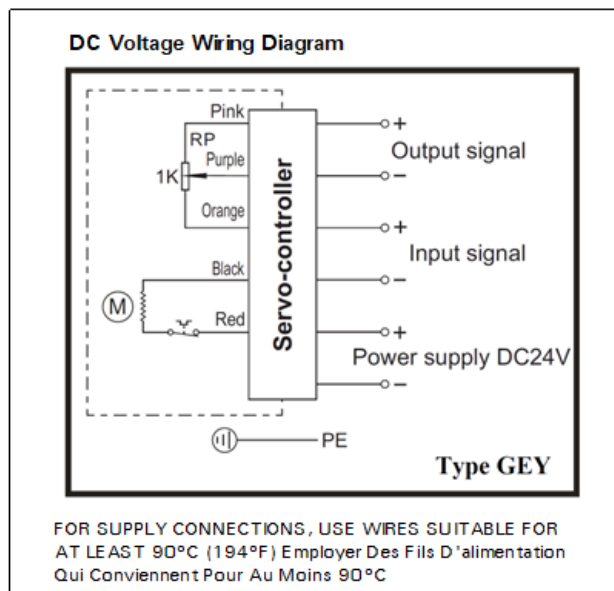 DC Voltage Wiring Diagram
Pink
RP
Purple
1K
Orange
Black
M
Red
Servo-controller
+
Output signal
−
+
Input signal
−
+
Power supply DC24V
−
PE
Type GEY
FOR SUPPLY CONNECTIONS, USE WIRES SUITABLE FOR
AT LEAST 90°C (194°F) Employer Des Fils D'alimentation
Qui Conviennent Pour Au Moins 90°C